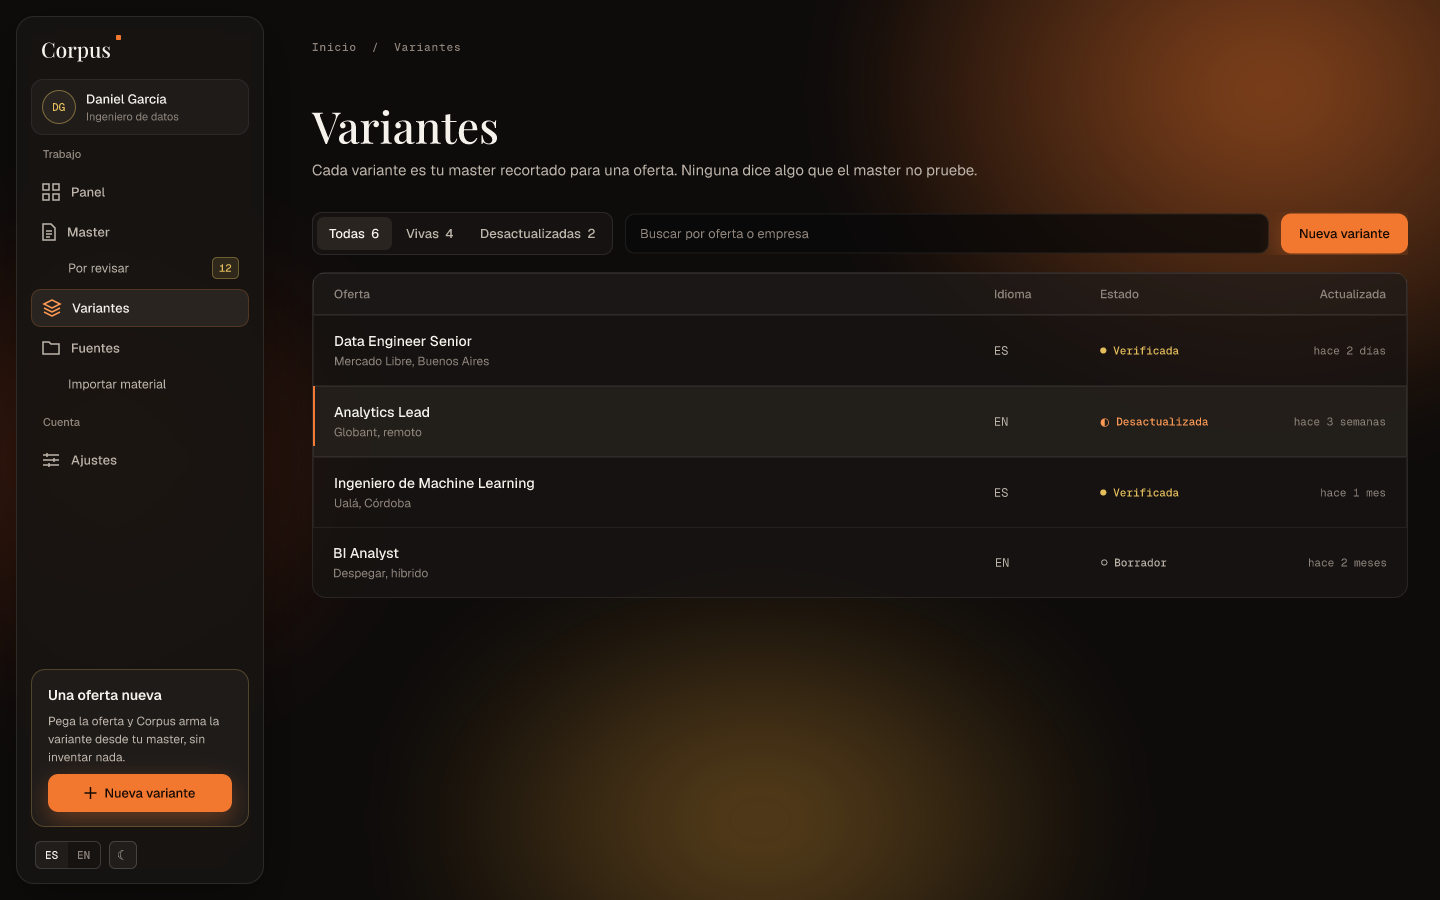 Corpus
DG
Daniel García
Ingeniero de datos
Trabajo
Panel
Master
Por revisar 12
Variantes
Fuentes
Importar material
Cuenta
Ajustes
Una oferta nueva
Pega la oferta y Corpus arma la
variante desde tu master, sin
inventar nada.
+ Nueva variante
ES EN
Inicio / Variantes
Variantes
Cada variante es tu master recortado para una oferta. Ninguna dice algo que el master no pruebe.
Todas 6 Vivas 4 Desactualizadas 2
Buscar por oferta o empresa
Nueva variante
Oferta Idioma Estado Actualizada
Data Engineer Senior
Mercado Libre, Buenos Aires
ES Verificada hace 2 días
Analytics Lead
Globant, remoto
EN Desactualizada hace 3 semanas
Ingeniero de Machine Learning
Ualá, Córdoba
ES Verificada hace 1 mes
BI Analyst
Despegar, híbrido
EN Borrador hace 2 meses